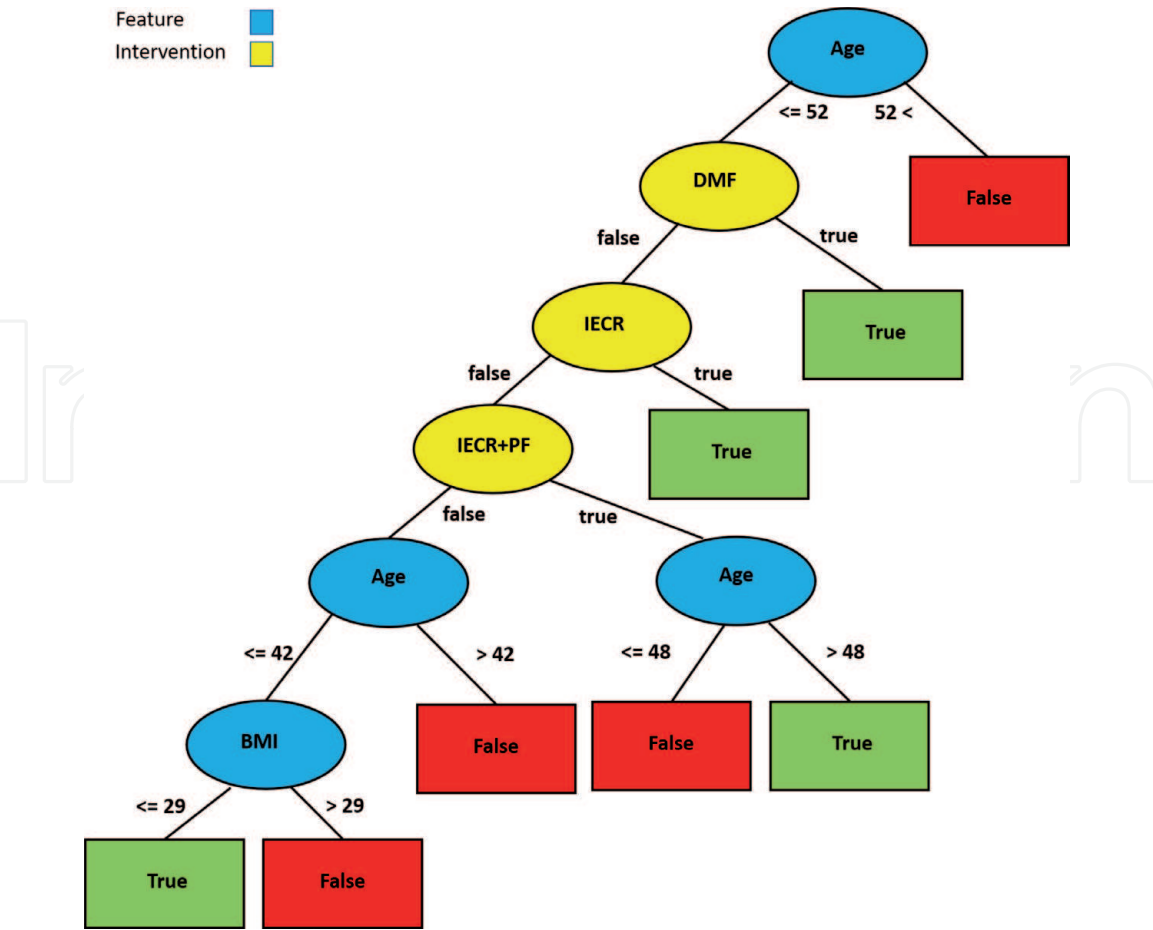 Feature
Intervention
Age
<= 52
52 <
DMF
False
false
true
IECR
True
false
true
IECR+PF
True
false
true
Age
Age
<= 42
> 42
<= 48
> 48
BMI
False
False
True
<= 29
> 29
True
False